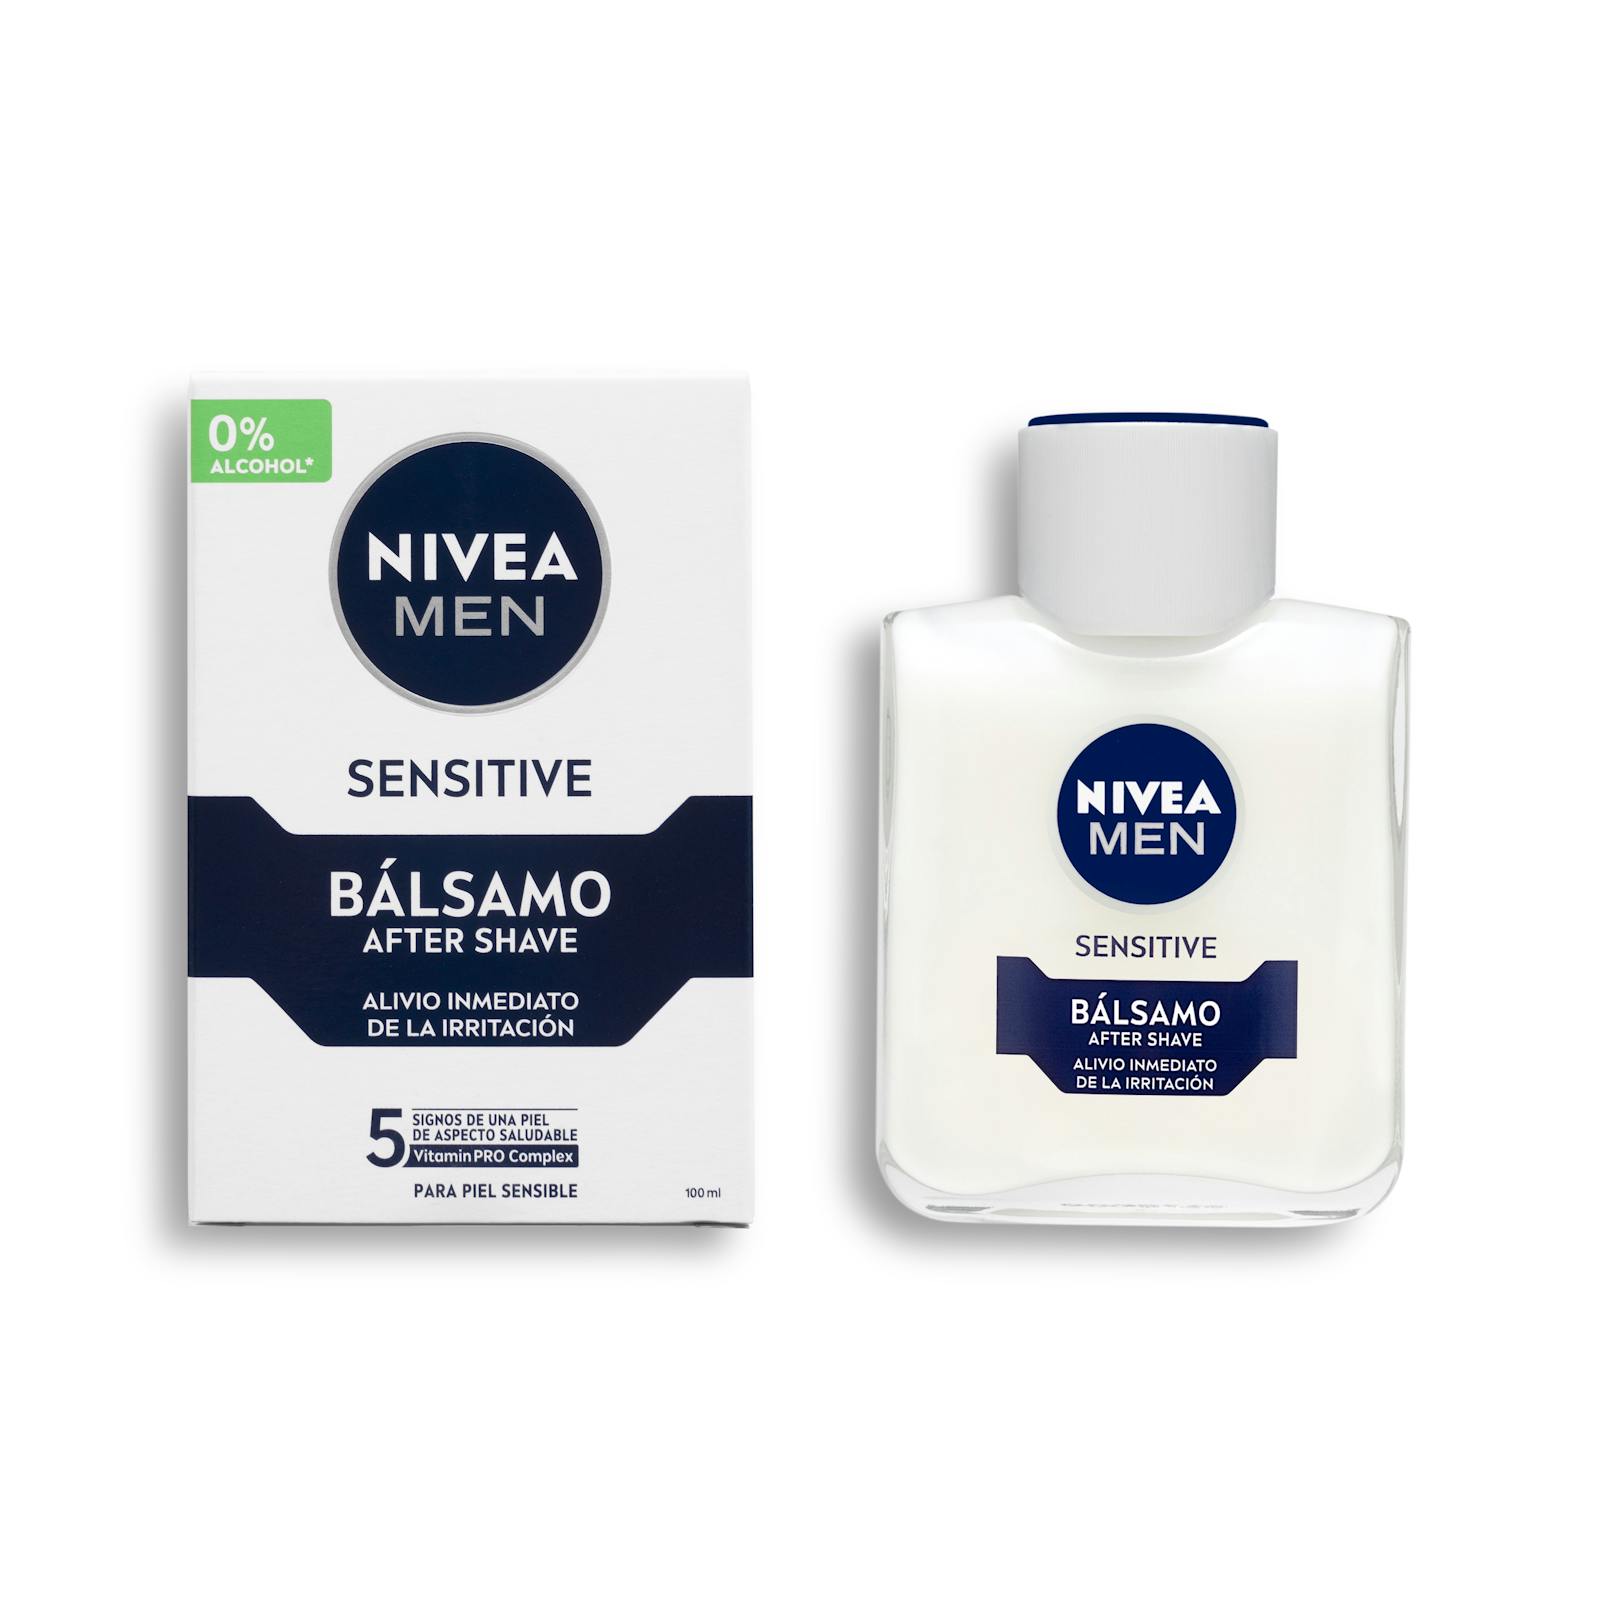 0%
ALCOHOL*
NIVEA
MEN
SENSITIVE
BÁLSAMO
AFTER SHAVE
ALIVIO INMEDIATO
DE LA IRRITACIÓN
5 SIGNOS DE UNA PIEL
DE ASPECTO SALUDABLE
VitaminPRO Complex
PARA PIEL SENSIBLE
100 ml
NIVEA
MEN
SENSITIVE
BÁLSAMO
AFTER SHAVE
ALIVIO INMEDIATO
DE LA IRRITACIÓN